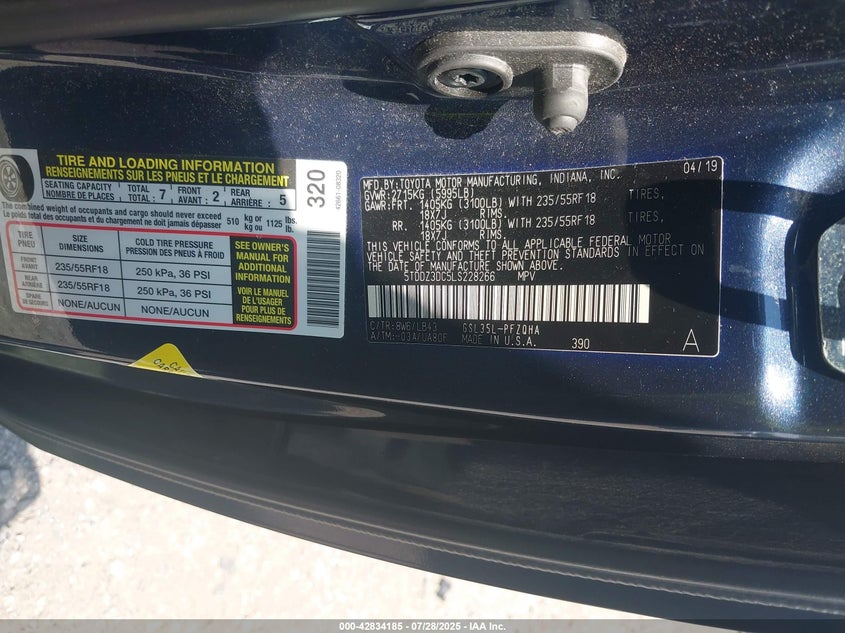 TIRE AND LOADING INFORMATION
RENSEIGNEMENTS SUR LES PNEUS ET LE CHARGEMENT
SEATING CAPACITY TOTAL 7 FRONT 2 REAR 5
NOMBRE DE PLACES TOTAL AVANT ARRIÈRE
The combined weight of occupants and cargo should never exceed 510 kg or 1125 lbs.
Le poids total des occupants et du chargement ne doit jamais dépasser kg ou lb.
TIRE SIZE COLD TIRE PRESSURE
PNEU DIMENSIONS PRESSION DES PNEUS À FROID
FRONT AVANT 235/55RF18 250 kPa, 36 PSI
REAR ARRIÈRE 235/55RF18 250 kPa, 36 PSI
SPARE DE SECOURS NONE/AUCUN NONE/AUCUN
SEE OWNER'S
MANUAL FOR
ADDITIONAL
INFORMATION
VOIR LE MANUEL
DE L'USAGER
POUR PLUS DE
RENSEIGNEMENTS
320
MFD.BY:TOYOTA MOTOR MANUFACTURING, INDIANA, INC. 04/19
GVWR:2715KG (5995LB)
GAWR:FRT. 1405KG (3100LB) WITH 235/55RF18 TIRES,
18X7J RIMS.
RR. 1405KG (3100LB) WITH 235/55RF18 TIRES,
18X7J RIMS.
THIS VEHICLE CONFORMS TO ALL APPLICABLE FEDERAL MOTOR
VEHICLE SAFETY AND THEFT PREVENTION STANDARDS IN EFFECT ON
THE DATE OF MANUFACTURE SHOWN ABOVE.
5TDDZ3DC5LS228266 MPV
C/TR:8W6/LB43 GSL35L-PFZQHA
A/TM:-03A/UA80F MADE IN U.S.A. 390 A
000-42834185 - 07/28/2025 - IAA Inc.